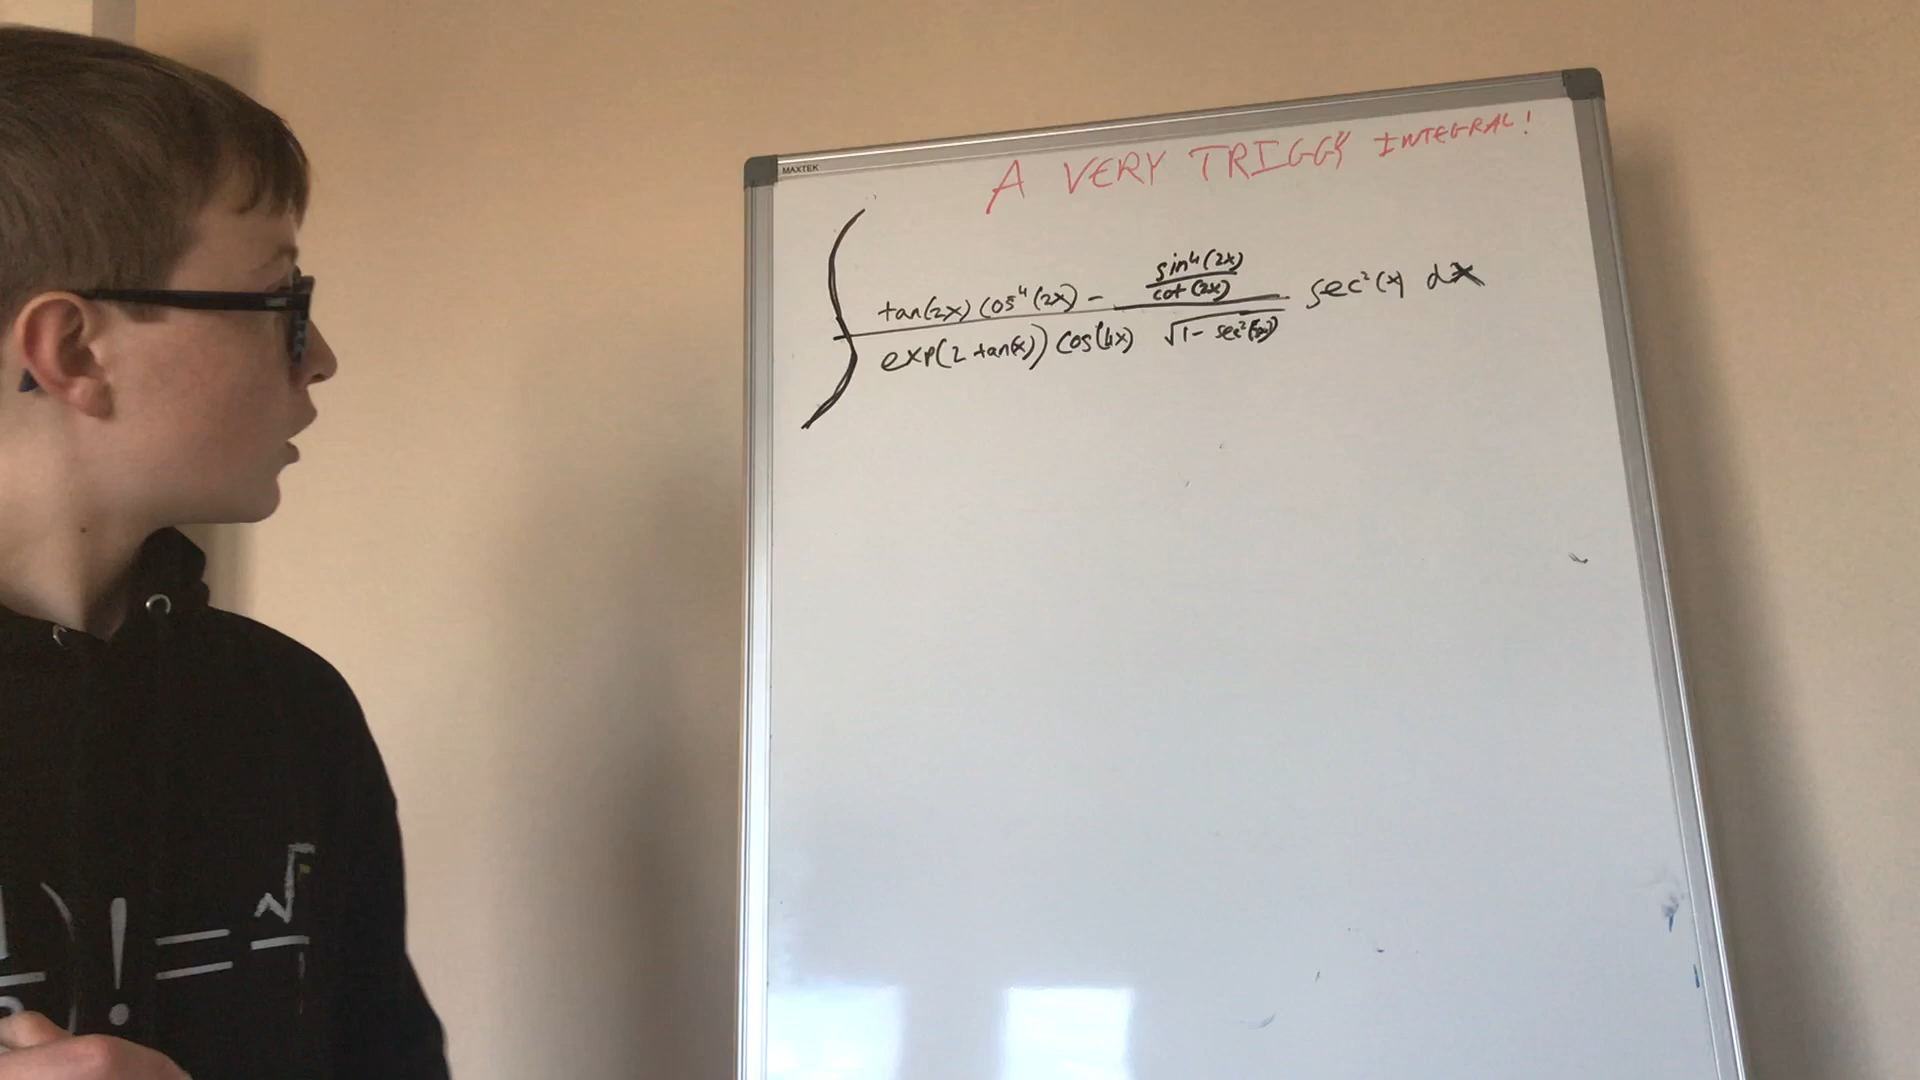 MAXTEK
A VERY TRIGGY INTEGRAL!
∫
sin⁴(2x)
tan(2x) cos⁴(2x) - cot(2x) sec²(x) dx
exp(2 tan(x)) cos(4x) √1 - sec²
! = √